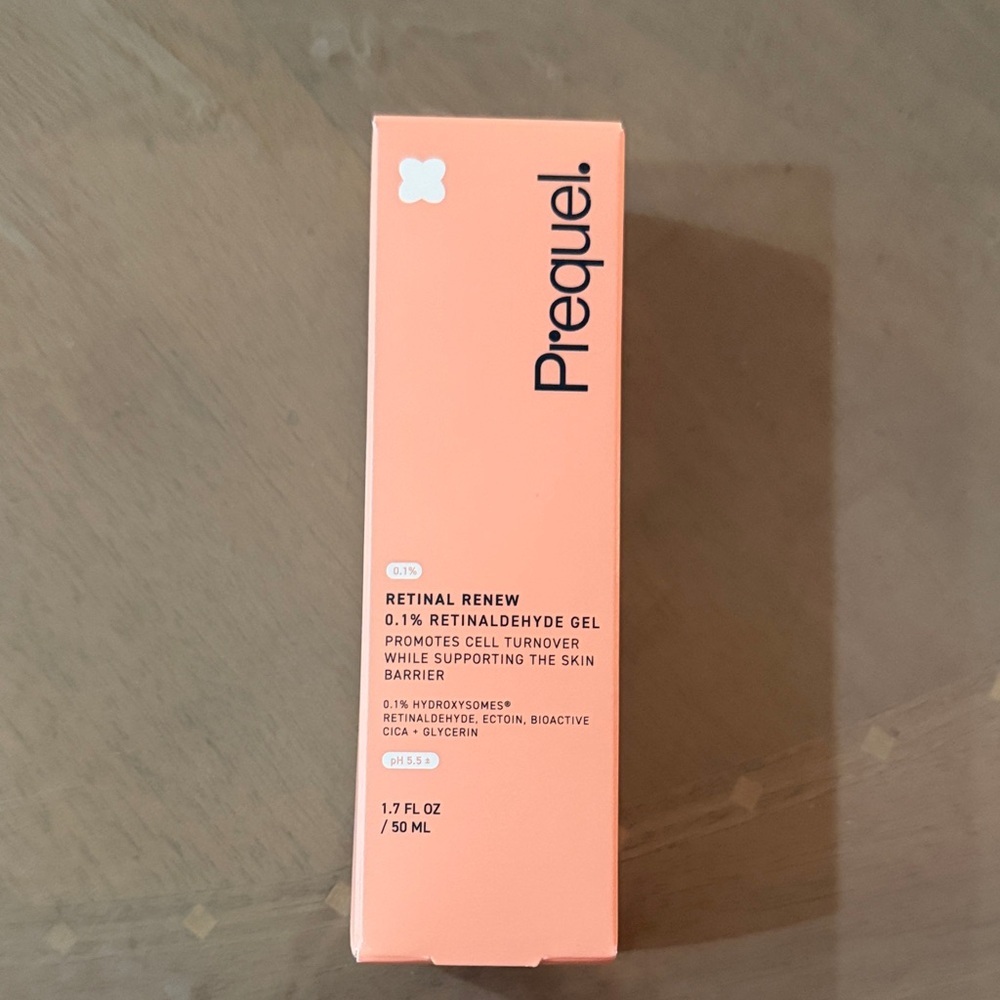 Prequel.
0.1%
RETINAL RENEW
0.1% RETINALDEHYDE GEL
PROMOTES CELL TURNOVER
WHILE SUPPORTING THE SKIN
BARRIER
0.1% HYDROXYSOMES®
RETINALDEHYDE, ECTOIN, BIOACTIVE
CICA + GLYCERIN
pH 5.5 ±
1.7 FL OZ
/ 50 ML